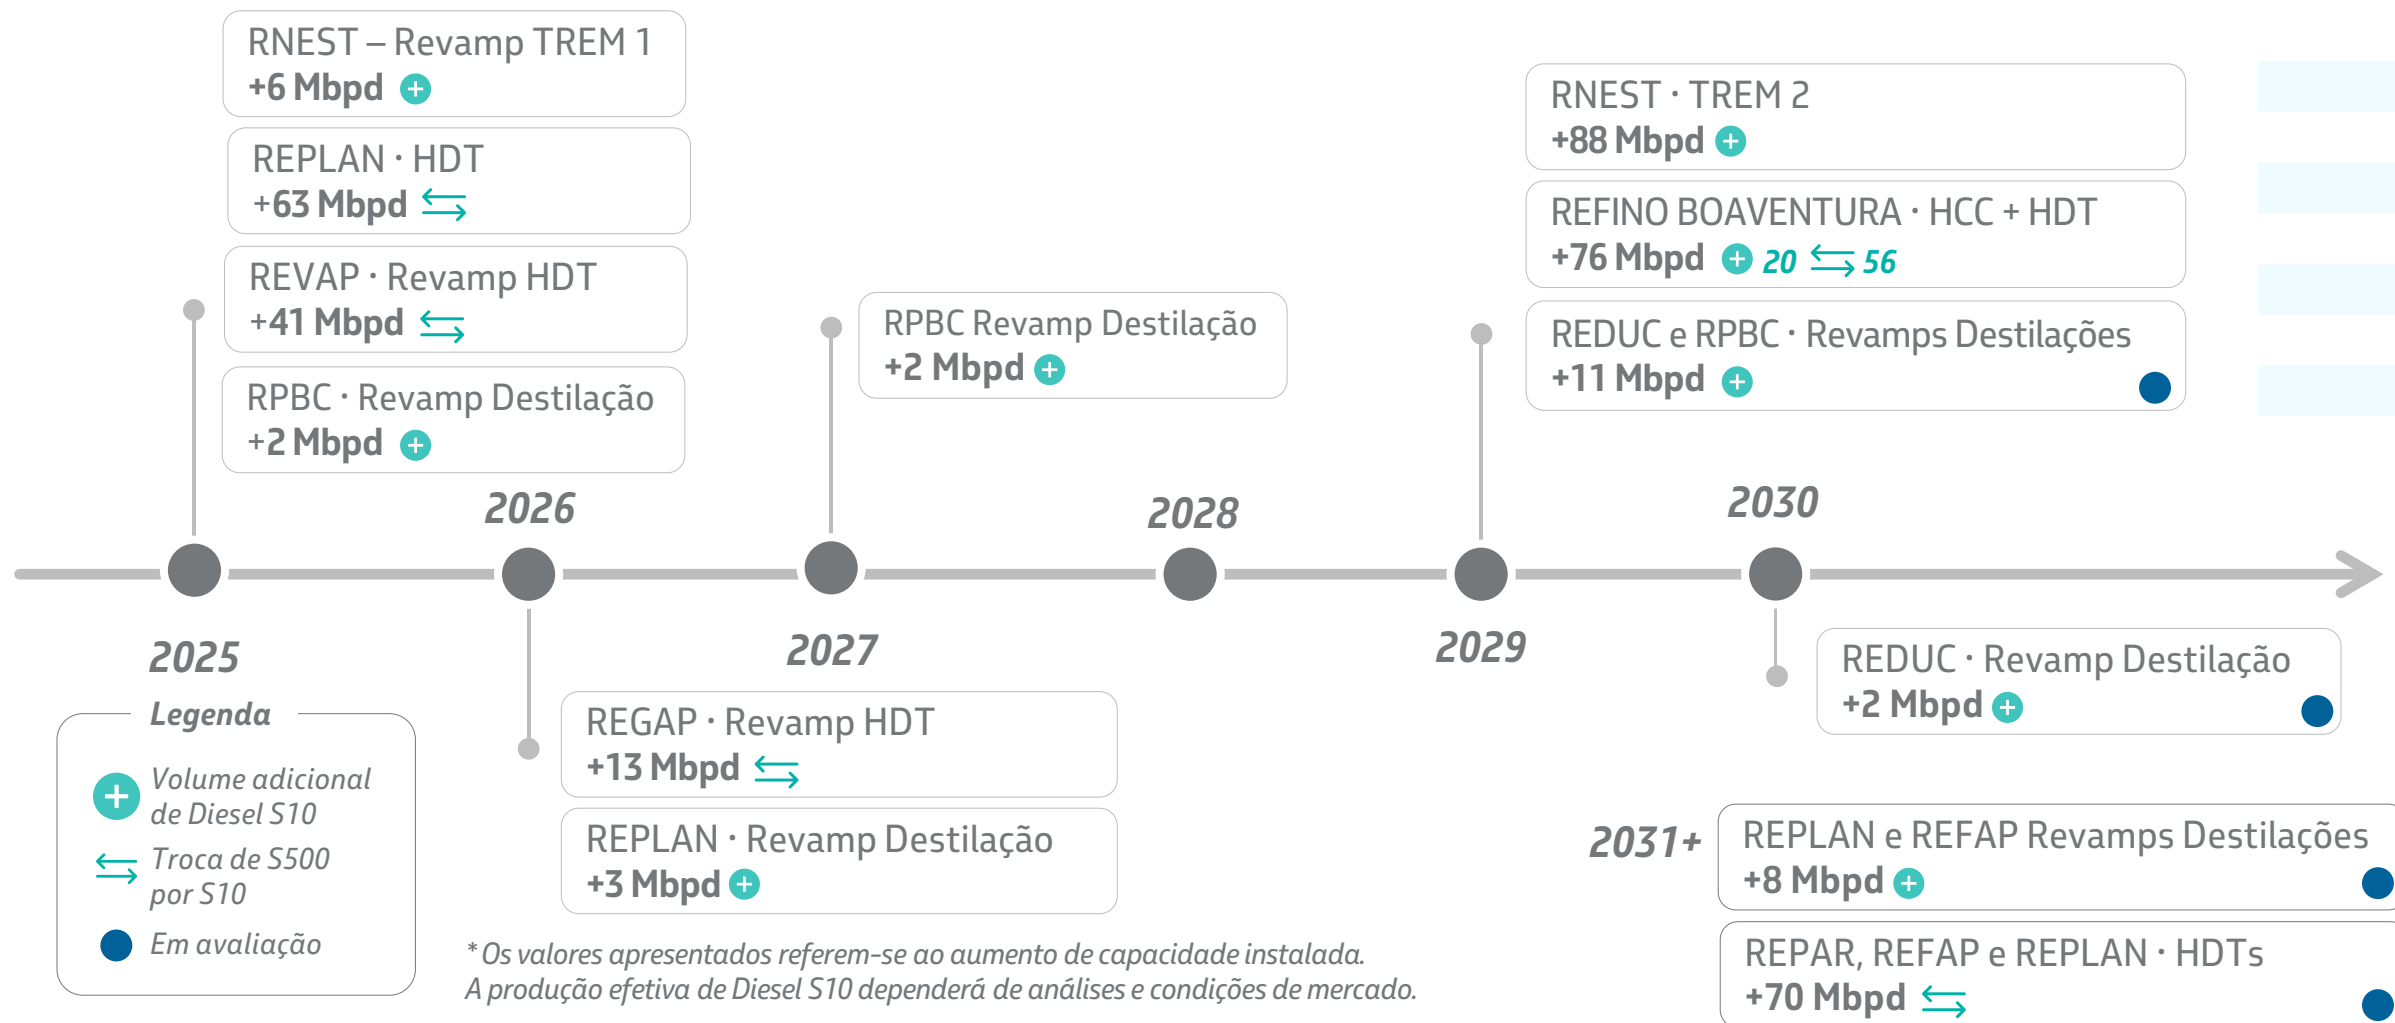 RNEST – Revamp TREM 1
+6 Mbpd +
REPLAN · HDT
+63 Mbpd
REVAP · Revamp HDT
+41 Mbpd
RPBC · Revamp Destilação
+2 Mbpd +
2025
2026
REGAP · Revamp HDT
+13 Mbpd
REPLAN · Revamp Destilação
+3 Mbpd +
RPBC Revamp Destilação
+2 Mbpd +
2027
2028
RNEST · TREM 2
+88 Mbpd +
REFINO BOAVENTURA · HCC + HDT
+76 Mbpd + 20 56
REDUC e RPBC · Revamps Destilações
+11 Mbpd +
2029
2030
REDUC · Revamp Destilação
+2 Mbpd +
2031+
REPLAN e REFAP Revamps Destilações
+8 Mbpd +
REPAR, REFAP e REPLAN · HDTs
+70 Mbpd
Legenda
+ Volume adicional
de Diesel S10
Troca de S500
por S10
Em avaliação
* Os valores apresentados referem-se ao aumento de capacidade instalada.
A produção efetiva de Diesel S10 dependerá de análises e condições de mercado.